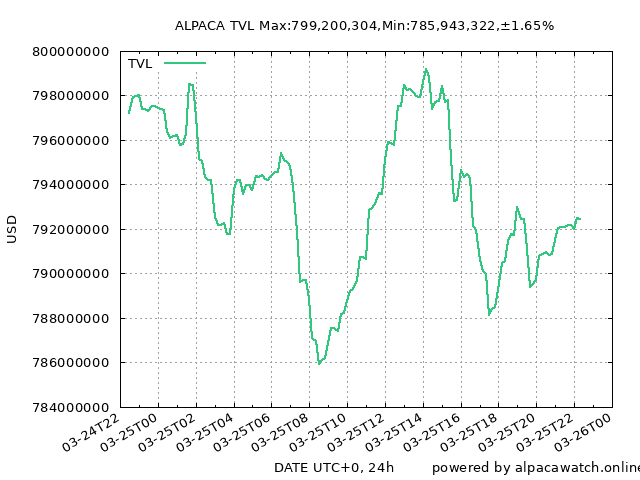 ALPACA TVL Max:799,200,304,Min:785,943,322,±1.65%
TVL
800000000
798000000
796000000
794000000
792000000
790000000
788000000
786000000
784000000
USD
03-24T22
03-25T00
03-25T02
03-25T04
03-25T06
03-25T08
03-25T10
03-25T12
03-25T14
03-25T16
03-25T18
03-25T20
03-25T22
03-26T00
DATE UTC+0, 24h
powered by alpacawatch.online